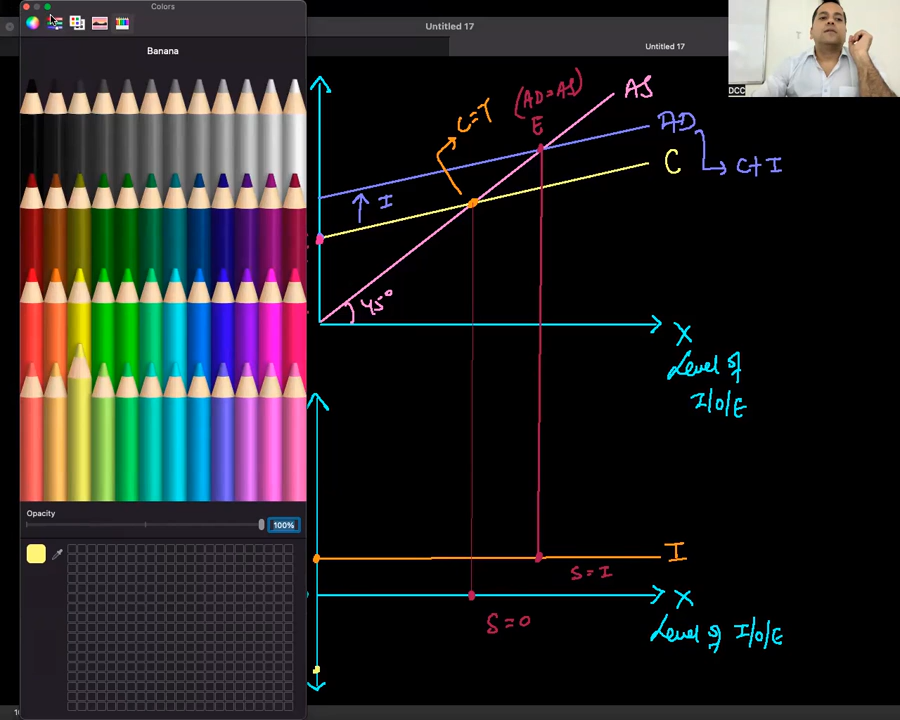 Colors
Untitled 17
Untitled 17
Banana
DCC
(AD=AS)
E
AS
C=Y
AD
C+I
C
I
45°
X
Level of
I/O/E
Opacity
100%
I
S=I
X
S=0
Level of I/O/E